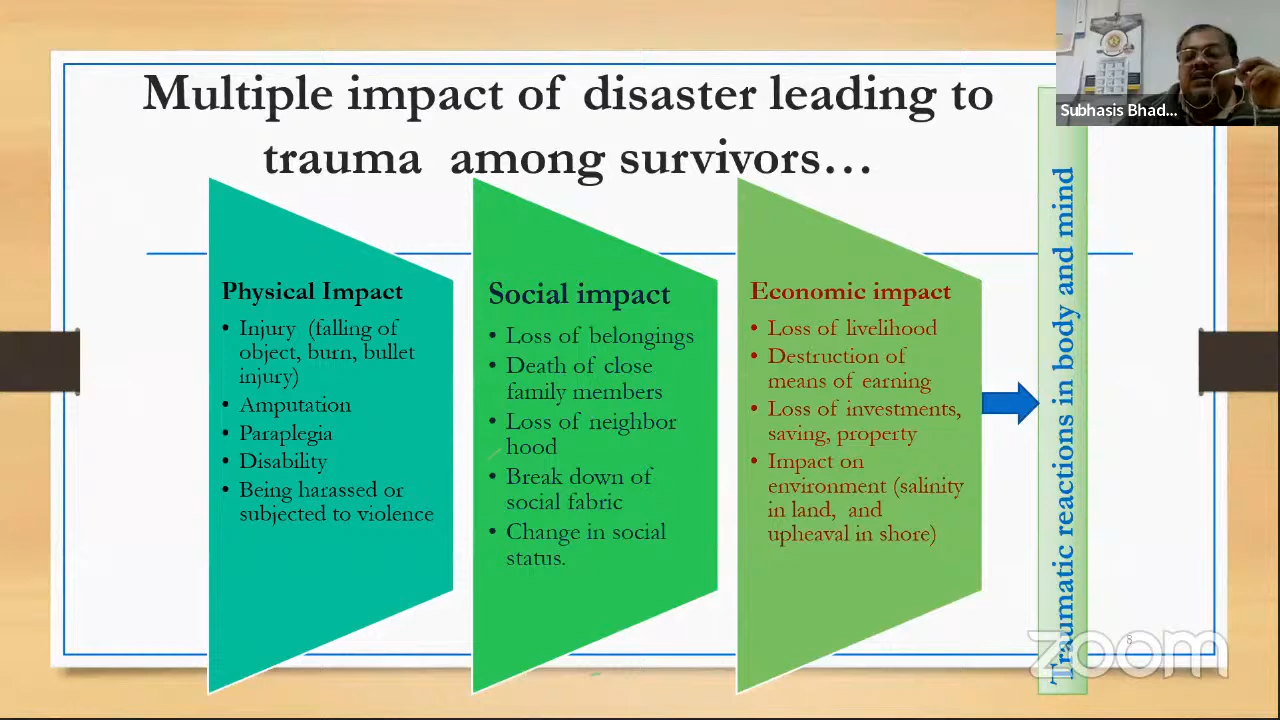 Multiple impact of disaster leading to
trauma among survivors…
Subhasis Bhad...
Physical Impact
• Injury (falling of
object, burn, bullet
injury)
• Amputation
• Paraplegia
• Disability
• Being harassed or
subjected to violence
Social impact
• Loss of belongings
• Death of close
family members
• Loss of neighbor
hood
• Break down of
social fabric
• Change in social
status.
Economic impact
• Loss of livelihood
• Destruction of
means of earning
• Loss of investments,
saving, property
• Impact on
environment (salinity
in land, and
upheaval in shore)
Traumatic reactions in body and mind
8
zoom